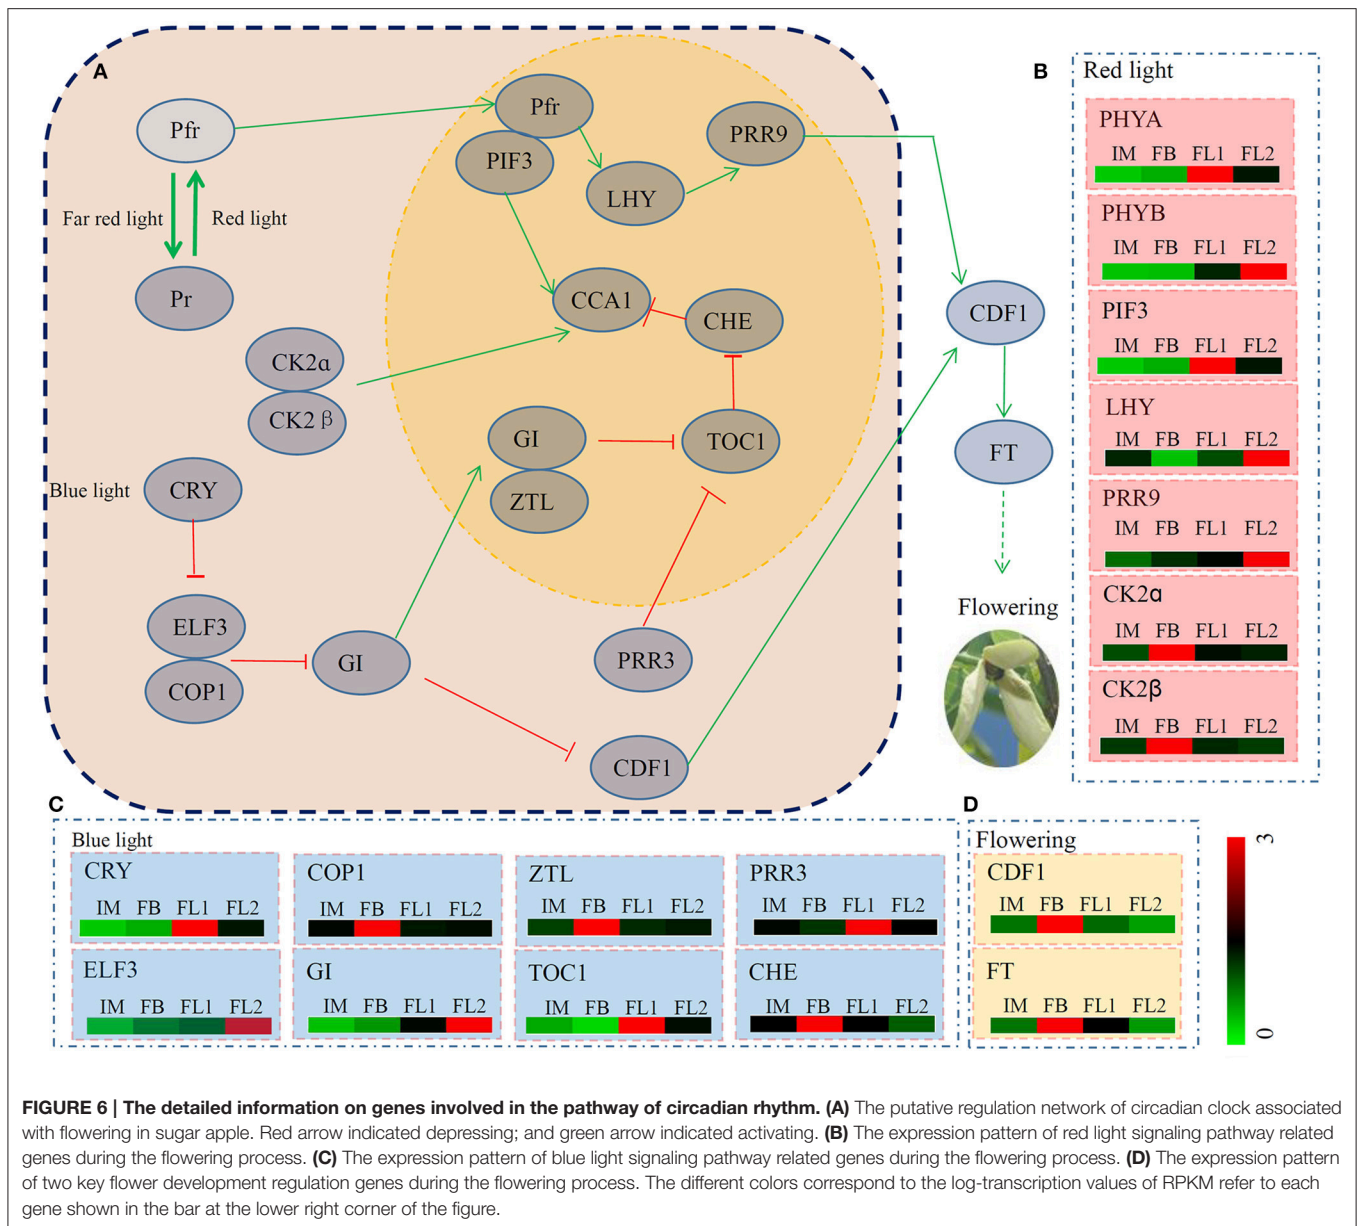 A
Pfr
Far red light
Red light
Pr
CK2α
CK2 β
Blue light
CRY
ELF3
COP1
GI
Pfr
PIF3
LHY
PRR9
CCA1
CHE
GI
ZTL
TOC1
PRR3
CDF1
CDF1
FT
Flowering
B
Red light
PHYA
IM FB FL1 FL2
PHYB
IM FB FL1 FL2
PIF3
IM FB FL1 FL2
LHY
IM FB FL1 FL2
PRR9
IM FB FL1 FL2
CK2α
IM FB FL1 FL2
CK2β
IM FB FL1 FL2
C
Blue light
CRY
IM FB FL1 FL2
COP1
IM FB FL1 FL2
ZTL
IM FB FL1 FL2
PRR3
IM FB FL1 FL2
ELF3
IM FB FL1 FL2
GI
IM FB FL1 FL2
TOC1
IM FB FL1 FL2
CHE
IM FB FL1 FL2
D
Flowering
CDF1
IM FB FL1 FL2
FT
IM FB FL1 FL2
3
0
FIGURE 6 | The detailed information on genes involved in the pathway of circadian rhythm. (A) The putative regulation network of circadian clock associated
with flowering in sugar apple. Red arrow indicated depressing; and green arrow indicated activating. (B) The expression pattern of red light signaling pathway related
genes during the flowering process. (C) The expression pattern of blue light signaling pathway related genes during the flowering process. (D) The expression pattern
of two key flower development regulation genes during the flowering process. The different colors correspond to the log-transcription values of RPKM refer to each
gene shown in the bar at the lower right corner of the figure.